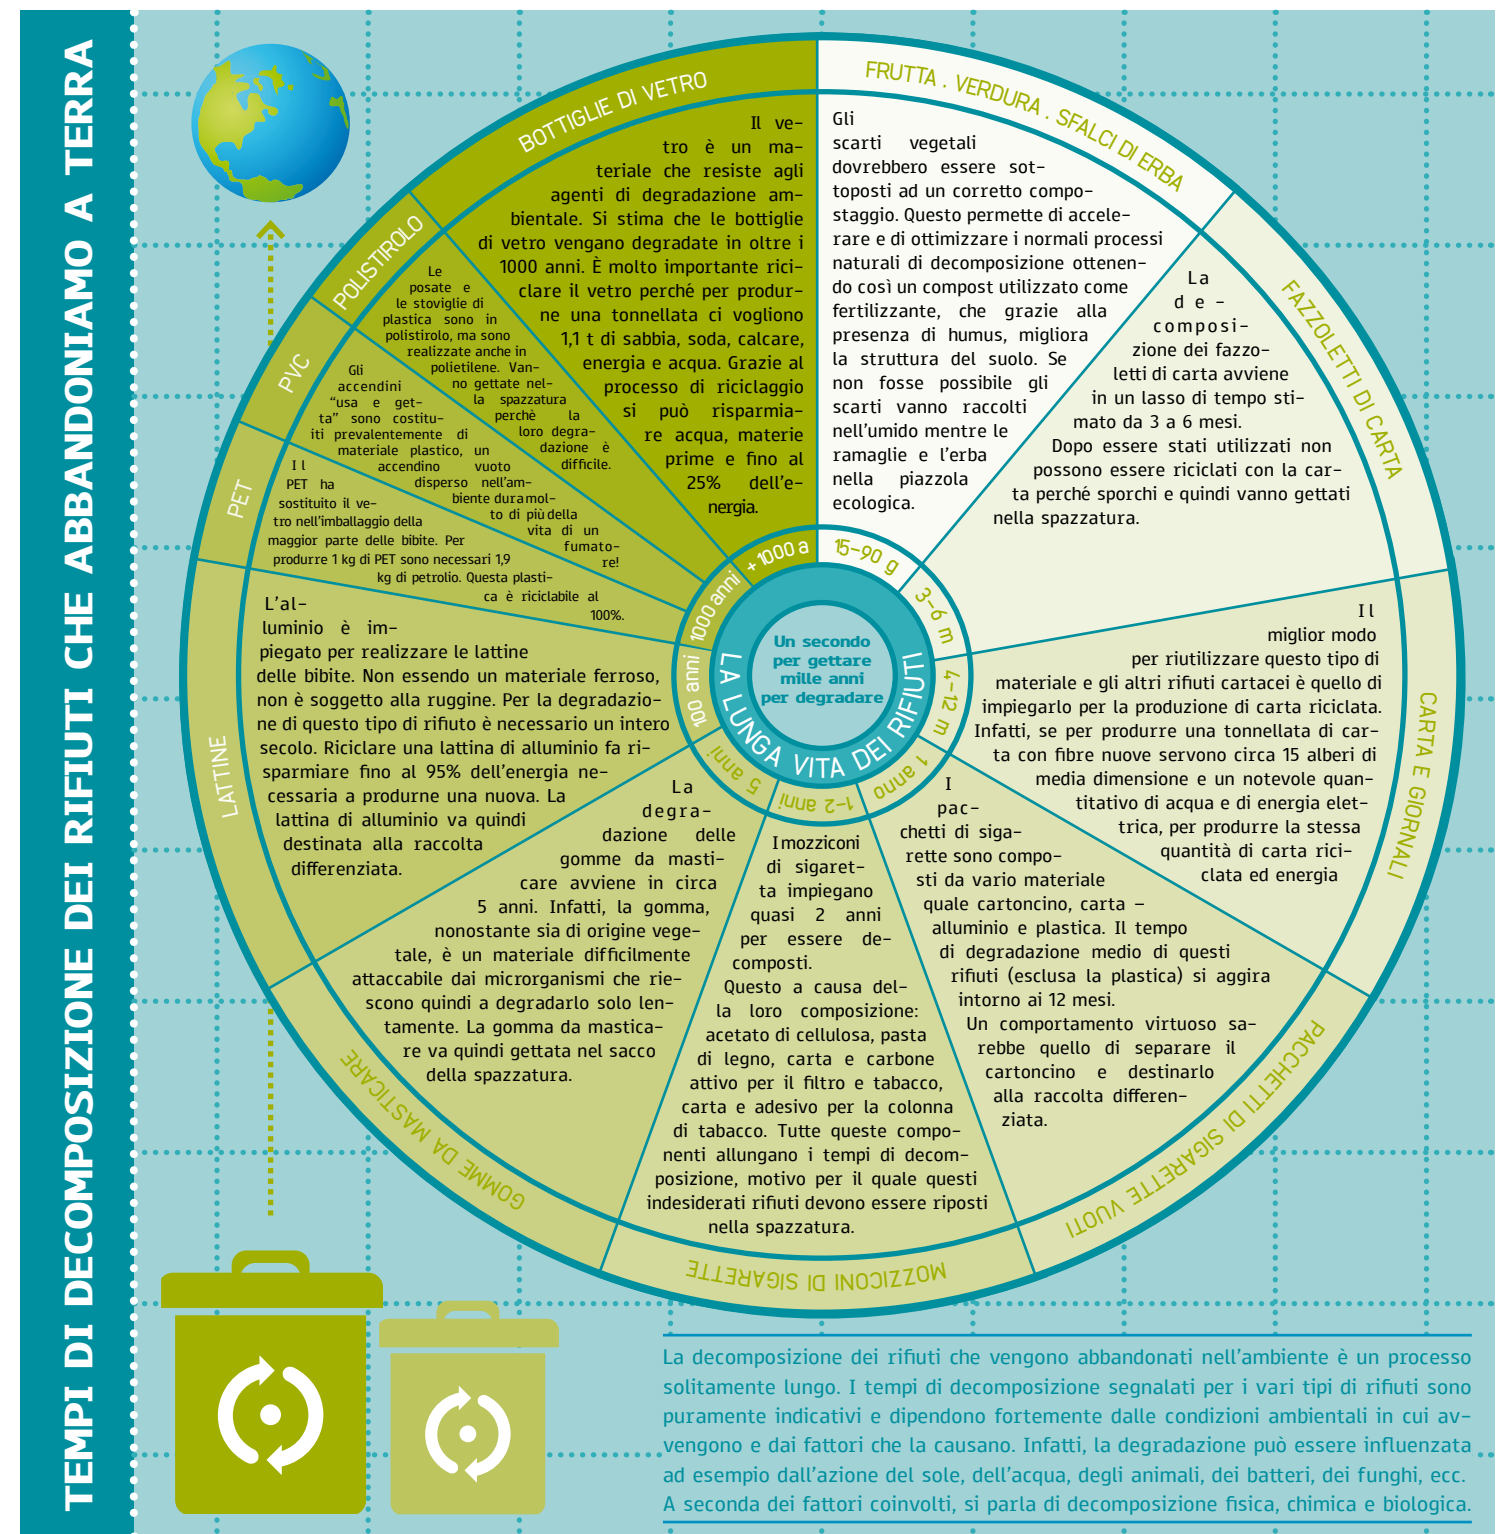 TEMPI DI DECOMPOSIZIONE DEI RIFIUTI CHE ABBANDONIAMO A TERRA
FRUTTA . VERDURA . SFALCI DI ERBA
Gli
scarti vegetali
dovrebbero essere sot-
toposti ad un corretto compo-
staggio. Questo permette di accele-
rare e di ottimizzare i normali processi
naturali di decomposizione ottenen-
do così un compost utilizzato come
fertilizzante, che grazie alla
presenza di humus, migliora
la struttura del suolo. Se
non fosse possibile gli
scarti vanno raccolti
nell'umido mentre le
ramaglie e l'erba
nella piazzola
ecologica.
15-90 g
FAZZOLETTI DI CARTA
La
de-
composi-
zione dei fazzo-
letti di carta avviene
in un lasso di tempo sti-
mato da 3 a 6 mesi.
Dopo essere stati utilizzati non
possono essere riciclati con la car-
ta perché sporchi e quindi vanno gettati
nella spazzatura.
3-6 m
CARTA E GIORNALI
Il
miglior modo
per riutilizzare questo tipo di
materiale e gli altri rifiuti cartacei è quello di
impiegarlo per la produzione di carta riciclata.
Infatti, se per produrre una tonnellata di car-
ta con fibre nuove servono circa 15 alberi di
media dimensione e un notevole quan-
titativo di acqua e di energia elet-
trica, per produrre la stessa
quantità di carta rici-
clata ed energia
4-12 m
PACCHETTI DI SIGARETTE VUOTI
I
pac-
chetti di siga-
rette sono compo-
sti da vario materiale
quale cartoncino, carta –
alluminio e plastica. Il tempo
di degradazione medio di questi
rifiuti (esclusa la plastica) si aggira
intorno ai 12 mesi.
Un comportamento virtuoso sa-
rebbe quello di separare il
cartoncino e destinarlo
alla raccolta differen-
ziata.
1 anno
MOZZICONI DI SIGARETTE
I mozziconi
di sigaret-
ta impiegano
quasi 2 anni
per essere de-
composti.
Questo a causa del-
la loro composizione:
acetato di cellulosa, pasta
di legno, carta e carbone
attivo per il filtro e tabacco,
carta e adesivo per la colonna
di tabacco. Tutte queste compo-
nenti allungano i tempi di decom-
posizione, motivo per il quale questi
indesiderati rifiuti devono essere riposti
nella spazzatura.
1-2 anni
GOMME DA MASTICARE
La
degra-
dazione delle
gomme da masti-
care avviene in circa
5 anni. Infatti, la gomma,
nonostante sia di origine vege-
tale, è un materiale difficilmente
attaccabile dai microrganismi che rie-
scono quindi a degradarlo solo len-
tamente. La gomma da mastica-
re va quindi gettata nel sacco
della spazzatura.
5 anni
LATTINE
L'al-
luminio è im-
piegato per realizzare le lattine
delle bibite. Non essendo un materiale ferroso,
non è soggetto alla ruggine. Per la degradazio-
ne di questo tipo di rifiuto è necessario un intero
secolo. Riciclare una lattina di alluminio fa ri-
sparmiare fino al 95% dell'energia ne-
cessaria a produrne una nuova. La
lattina di alluminio va quindi
destinata alla raccolta
differenziata.
100 anni
PET
Il
PET ha
sostituito il ve-
tro nell'imballaggio della
maggior parte delle bibite. Per
produrre 1 kg di PET sono necessari 1,9
kg di petrolio. Questa plasti-
ca è riciclabile al
100%.
PVC
Gli
accendini
“usa e get-
ta” sono costitu-
iti prevalentemente di
materiale plastico, un
accendino vuoto
disperso nell'am-
biente dura mol-
to di più della
vita di un
fumato-
re!
POLISTIROLO
Le
posate e
le stoviglie di
plastica sono in
polistirolo, ma sono
realizzate anche in
polietilene. Van-
no gettate nel-
la spazzatura
perchè la
loro degra-
dazione è
difficile.
1000 anni
BOTTIGLIE DI VETRO
Il ve-
tro è un ma-
teriale che resiste agli
agenti di degradazione am-
bientale. Si stima che le bottiglie
di vetro vengano degradate in oltre i
1000 anni. È molto importante rici-
clare il vetro perché per produr-
ne una tonnellata ci vogliono
1,1 t di sabbia, soda, calcare,
energia e acqua. Grazie al
processo di riciclaggio
si può risparmia-
re acqua, materie
prime e fino al
25% dell'e-
nergia.
+1000 a
LA LUNGA VITA DEI RIFIUTI
Un secondo
per gettare
mille anni
per degradare
La decomposizione dei rifiuti che vengono abbandonati nell'ambiente è un processo
solitamente lungo. I tempi di decomposizione segnalati per i vari tipi di rifiuti sono
puramente indicativi e dipendono fortemente dalle condizioni ambientali in cui av-
vengono e dai fattori che la causano. Infatti, la degradazione può essere influenzata
ad esempio dall'azione del sole, dell'acqua, degli animali, dei batteri, dei funghi, ecc.
A seconda dei fattori coinvolti, si parla di decomposizione fisica, chimica e biologica.